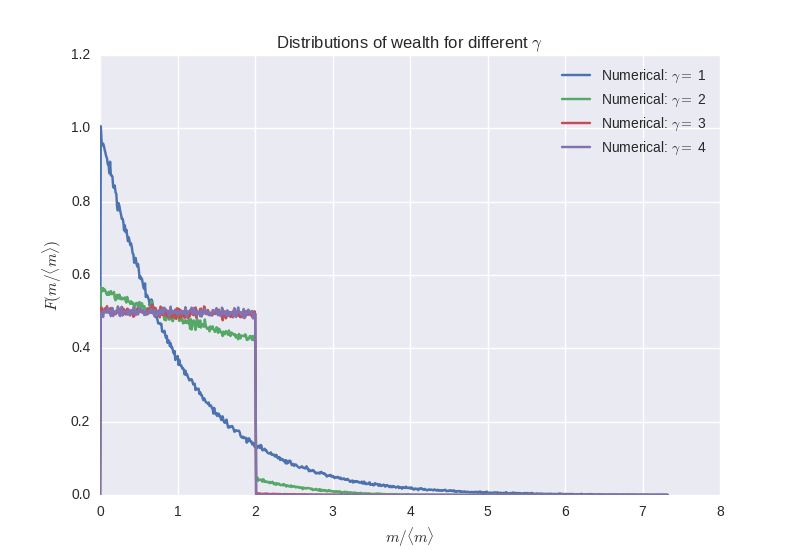 Distributions of wealth for different γ
1.2
1.0
0.8
0.6
0.4
0.2
0.0
F(m/⟨m⟩)
Numerical: γ = 1
Numerical: γ = 2
Numerical: γ = 3
Numerical: γ = 4
0 1 2 3 4 5 6 7 8
m/⟨m⟩